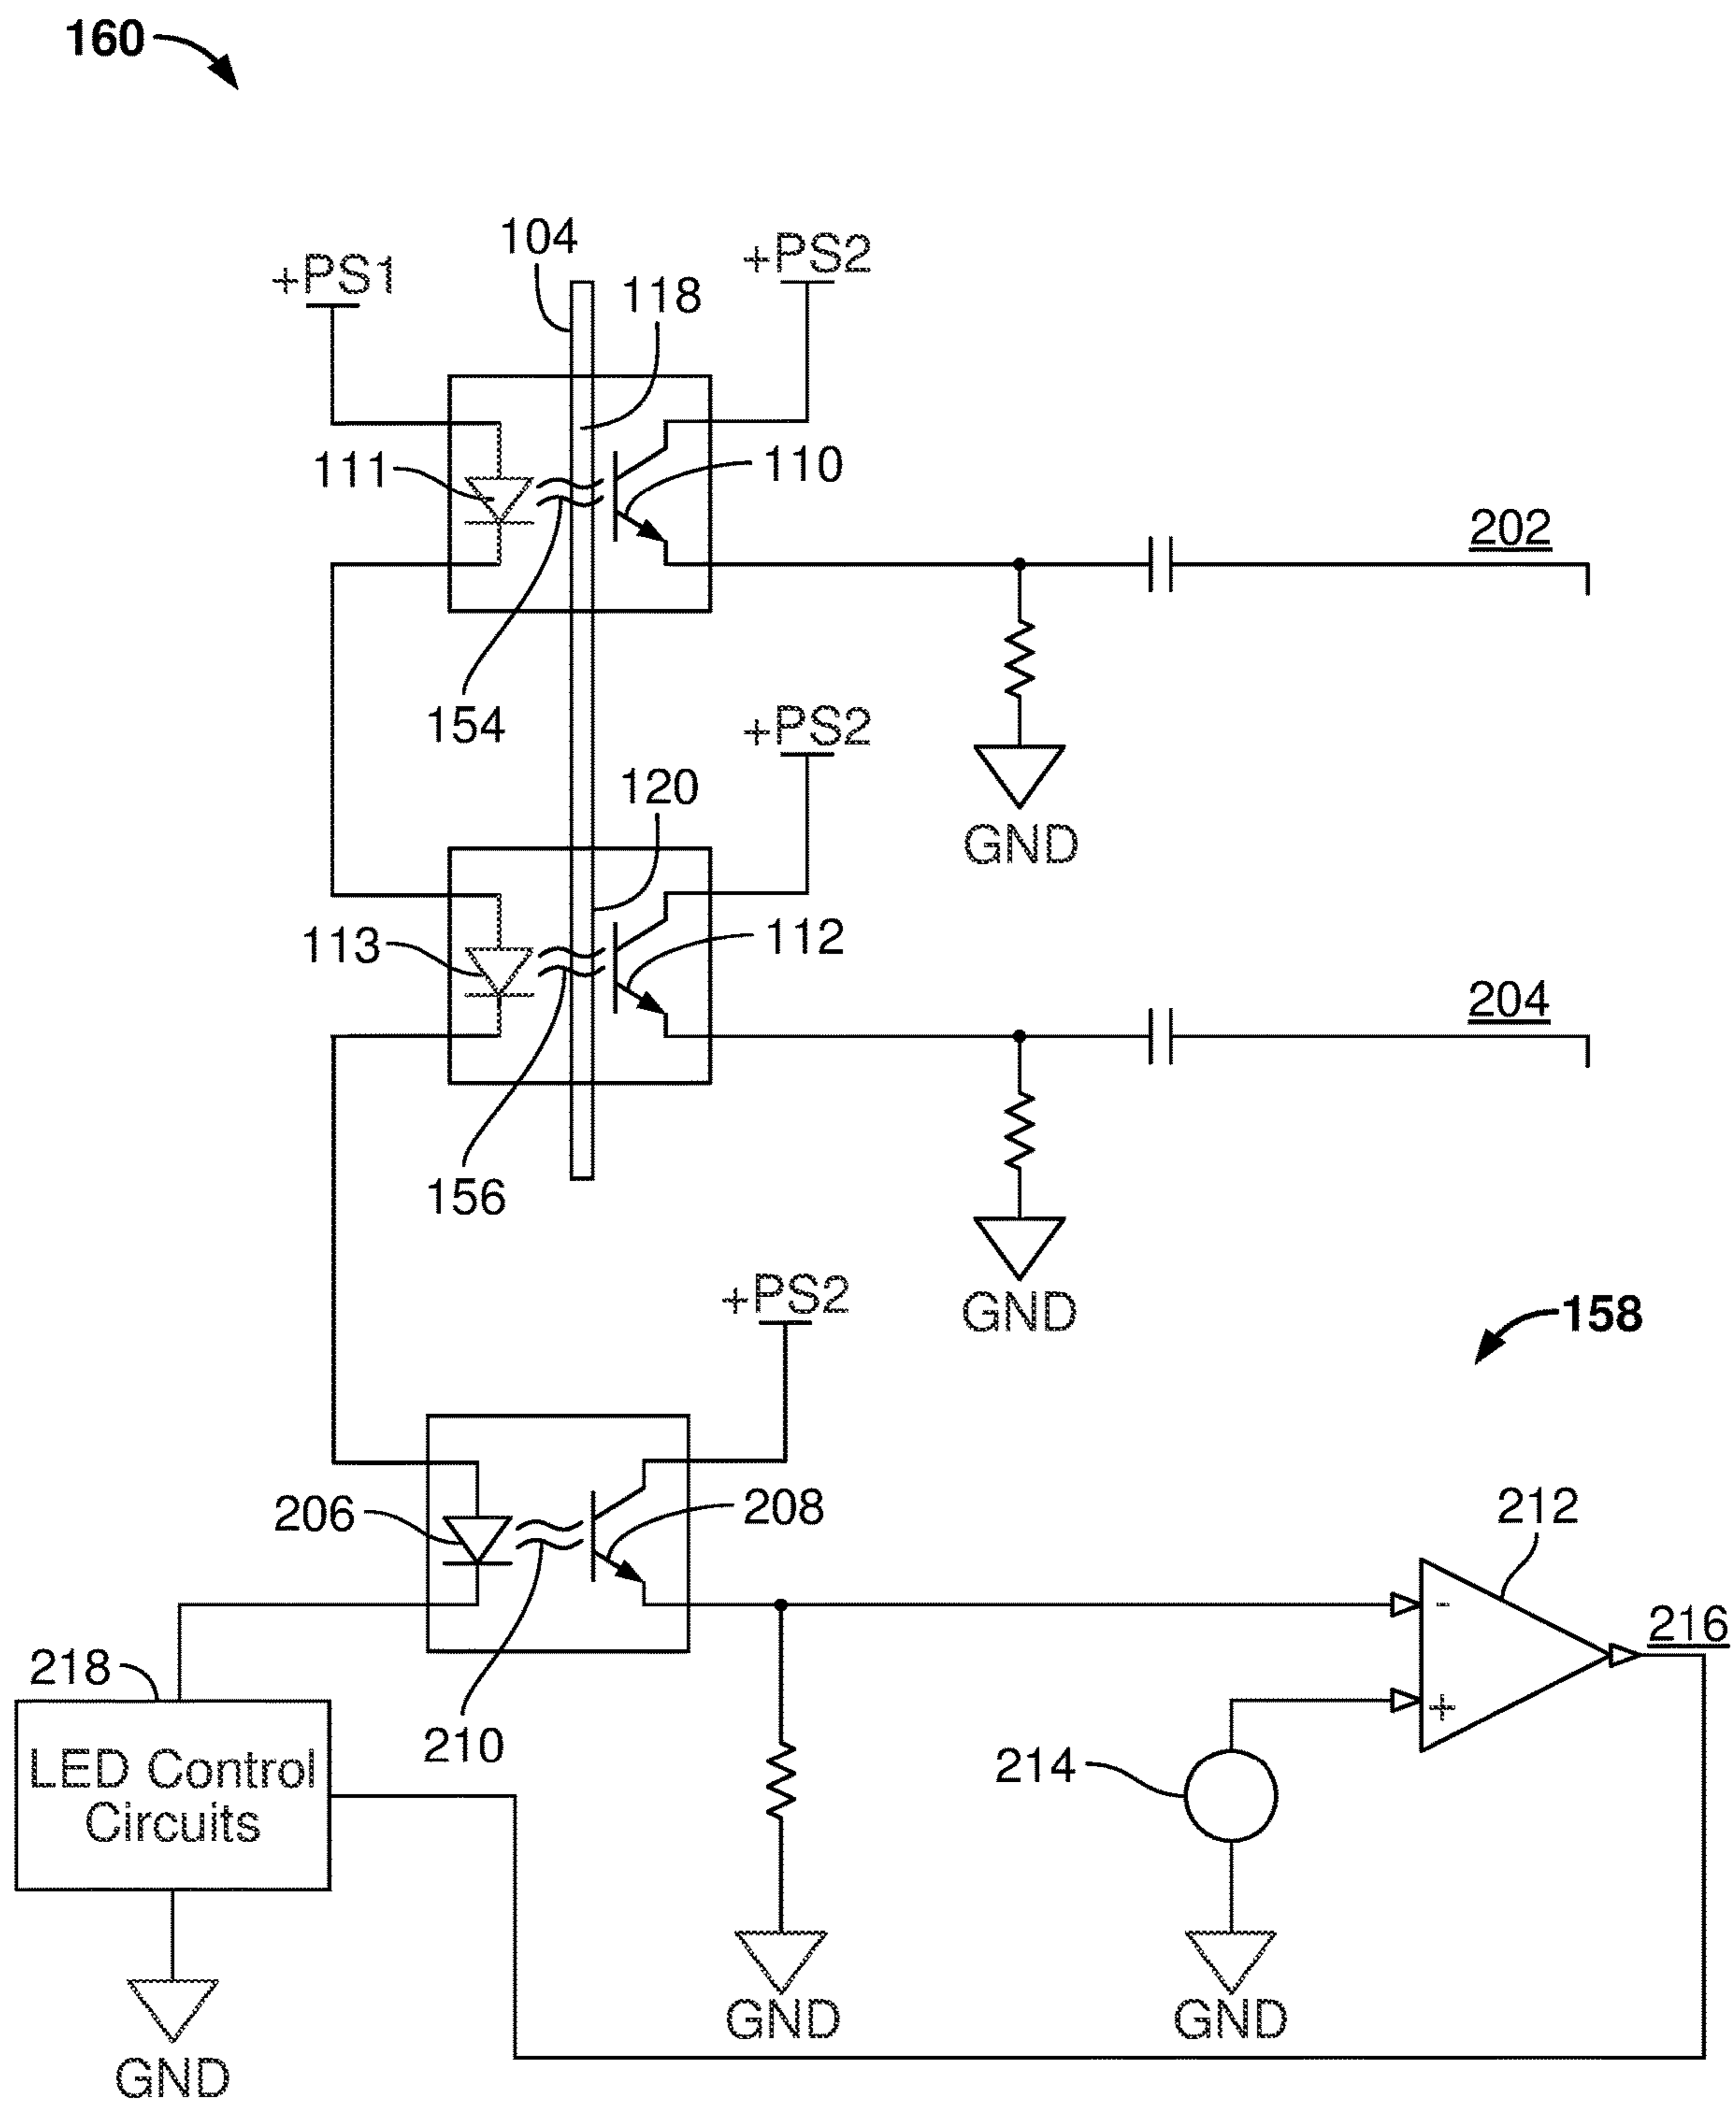 160
104
+PS1
118
+PS2
111
110
202
154
GND
+PS2
120
113
112
204
156
GND
+PS2
158
206
208
212
-
216
218
210
+
214
LED Control
Circuits
GND
GND
GND